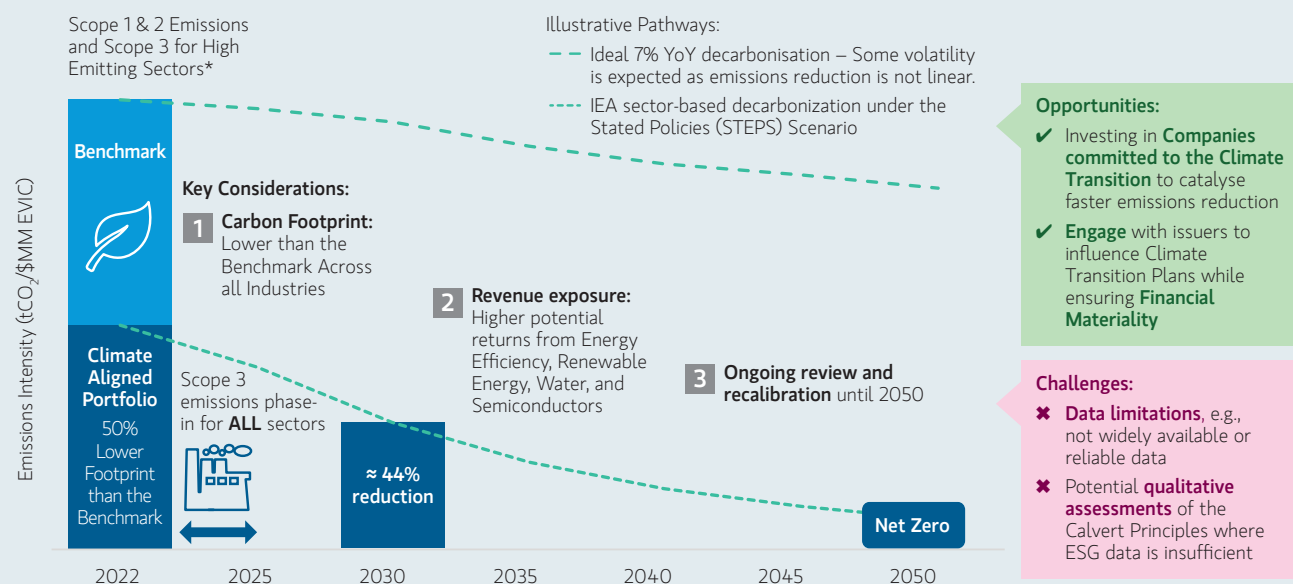 Scope 1 & 2 Emissions
and Scope 3 for High
Emitting Sectors*
Illustrative Pathways:
Ideal 7% YoY decarbonisation – Some volatility
is expected as emissions reduction is not linear.
IEA sector-based decarbonization under the
Stated Policies (STEPS) Scenario
Emissions Intensity (tCO₂/$MM EVIC)
Benchmark
Climate
Aligned
Portfolio
50%
Lower
Footprint
than the
Benchmark
Key Considerations:
1 Carbon Footprint:
Lower than the
Benchmark Across
all Industries
Scope 3
emissions phase-
in for ALL sectors
2 Revenue exposure:
Higher potential
returns from Energy
Efficiency, Renewable
Energy, Water, and
Semiconductors
≈ 44%
reduction
3 Ongoing review and
recalibration until 2050
Net Zero
2022 2025 2030 2035 2040 2045 2050
Opportunities:
✔ Investing in Companies
committed to the Climate
Transition to catalyse
faster emissions reduction
✔ Engage with issuers to
influence Climate
Transition Plans while
ensuring Financial
Materiality
Challenges:
✖ Data limitations, e.g.,
not widely available or
reliable data
✖ Potential qualitative
assessments of the
Calvert Principles where
ESG data is insufficient